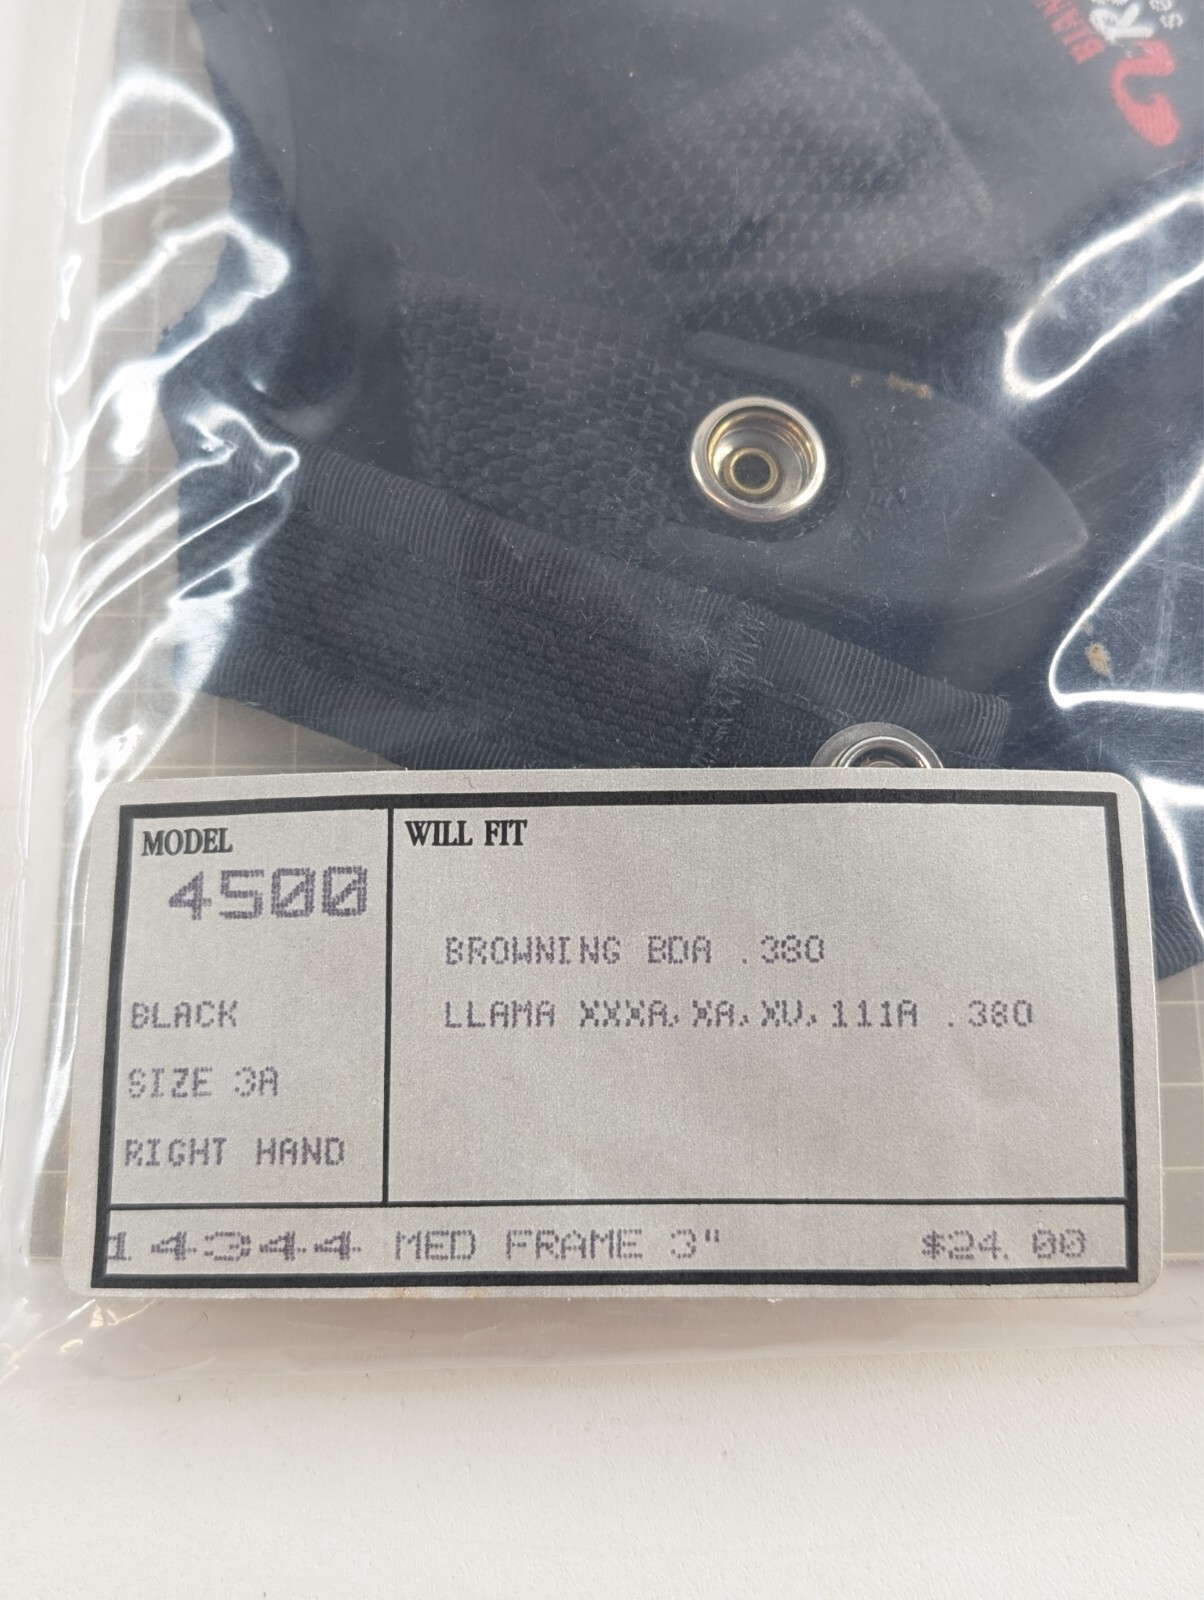 BIAN
MODEL
4500
BLACK
SIZE 3A
RIGHT HAND
WILL FIT
BROWNING BDA .380
LLAMA XXXA, XA, XV, 111A .380
14344 MED FRAME 3" $24.00